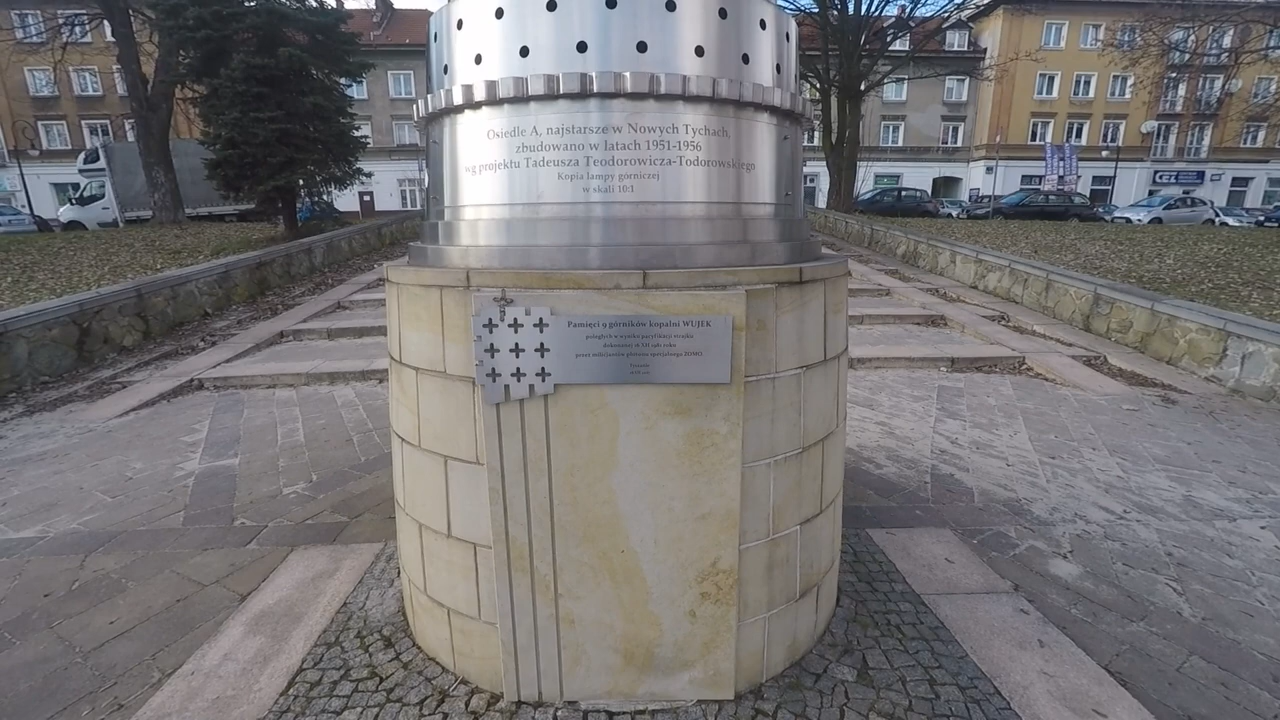 Osiedle A, najstarsze w Nowych Tychach,
zbudowano w latach 1951-1956
wg projektu Tadeusza Teodorowicza-Todorowskiego
Kopia lampy górniczej
w skali 10:1
Pamięci 9 górników kopalni WUJEK
poległych w wyniku pacyfikacji strajku
dokonanej 16 XII 1981 roku
przez milicjantów plutonu specjalnego ZOMO